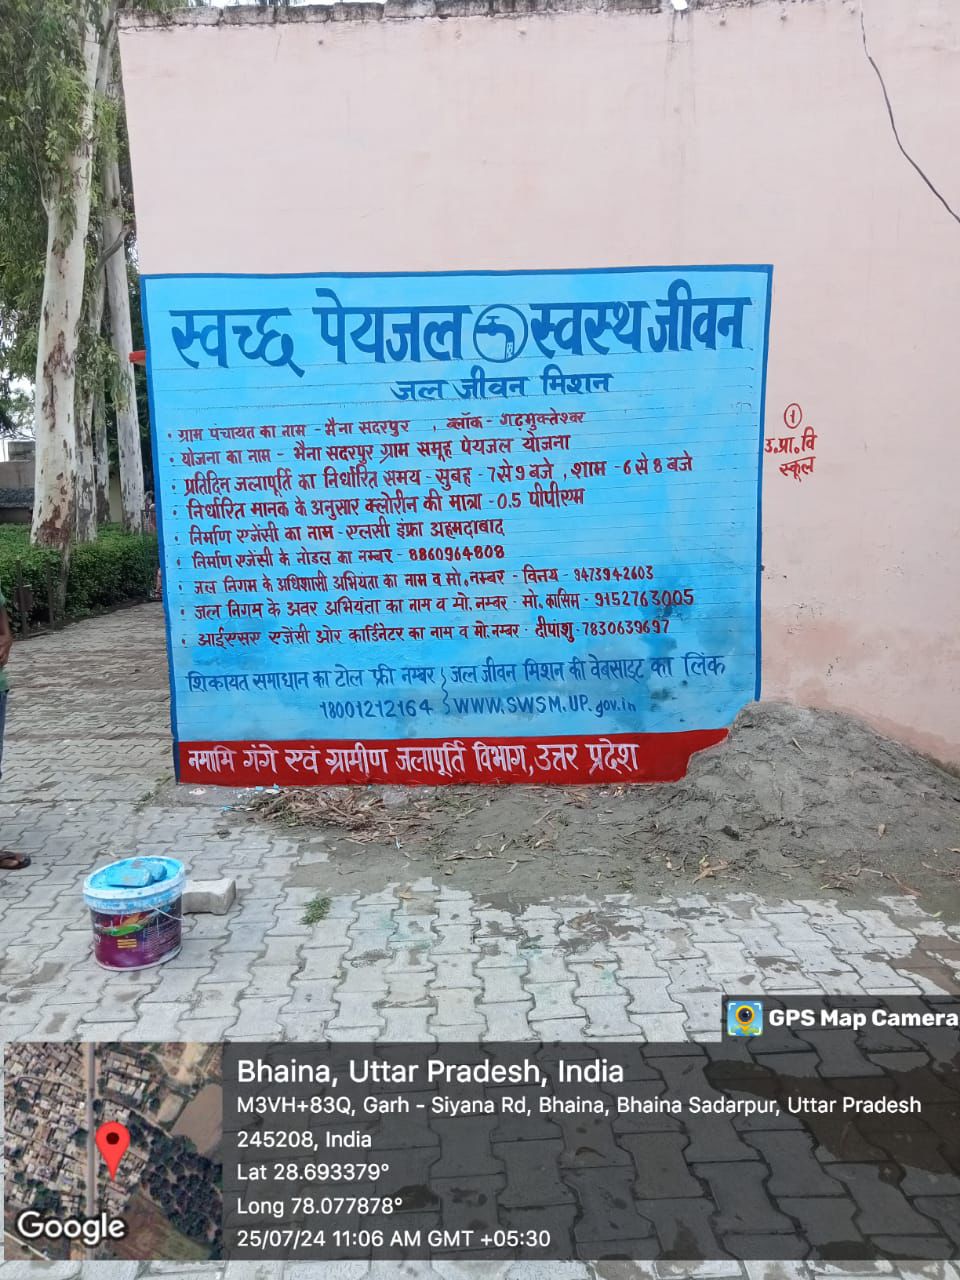 स्वच्छ पेयजल स्वस्थ जीवन
जल जीवन मिशन
• ग्राम पंचायत का नाम - भैना सदरपुर , ब्लॉक - गढमुक्तेश्वर
• योजना का नाम - भैना सदरपुर ग्राम समूह पेयजल योजना
• प्रतिदिन जलापूर्ति का निर्धारित समय - सुबह - 7 से 9 बजे , शाम - 6 से 8 बजे
• निर्धारित मानक के अनुसार क्लोरीन की मात्रा - 0.5 पीपीएम
• निर्माण एजेंसी का नाम - एलसी इंफ्रा अहमदाबाद
• निर्माण एजेंसी के नोडल का नम्बर - 8860964808
• जल निगम के अधिशासी अभियंता का नाम व मो. नम्बर - विनय - 9473942603
• जल निगम के अवर अभियंता का नाम व मो. नम्बर - मो. कासिम - 9152763005
• आईएसए एजेंसी ओर कार्डिनेटर का नाम व मो. नम्बर - दीपांशु - 7830639697
शिकायत समाधान का टोल फ्री नम्बर } जल जीवन मिशन की वेबसाइट का लिंक
18001212164 } WWW.SWSM.UP.gov.in
नमामि गंगे एवं ग्रामीण जलापूर्ति विभाग, उत्तर प्रदेश
1
उ.प्रा.वि
स्कूल
GPS Map Camera
Bhaina, Uttar Pradesh, India
M3VH+83Q, Garh - Siyana Rd, Bhaina, Bhaina Sadarpur, Uttar Pradesh
245208, India
Lat 28.693379°
Long 78.077878°
25/07/24 11:06 AM GMT +05:30
Google